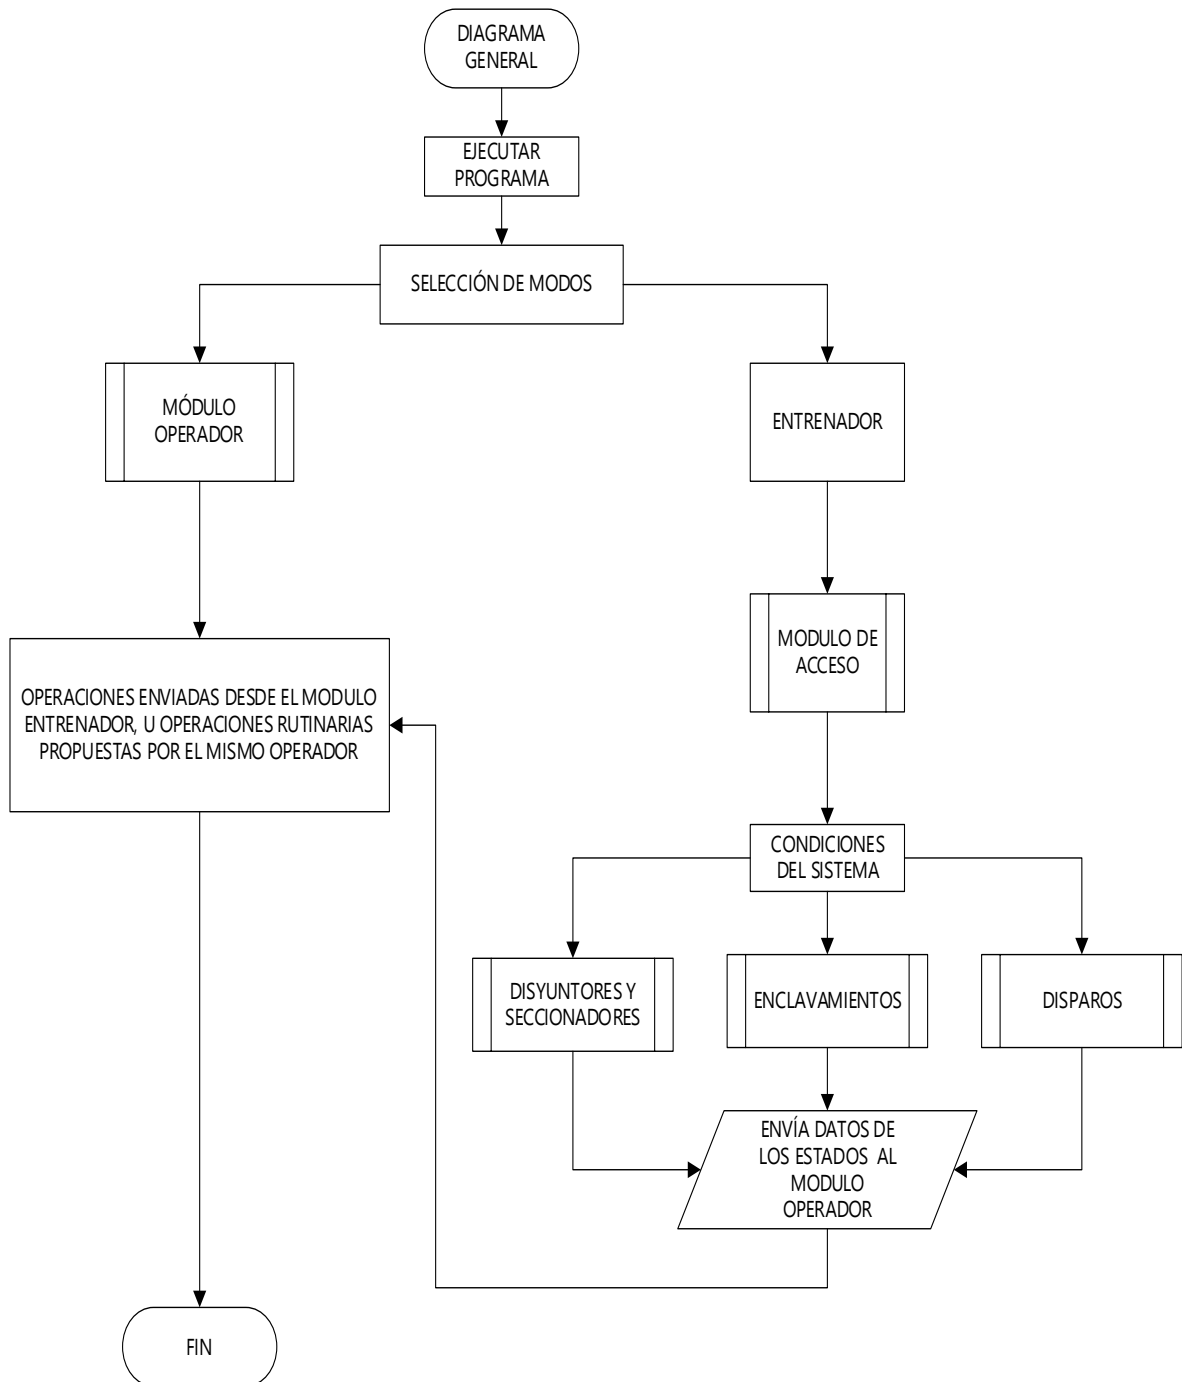 DIAGRAMA
GENERAL
EJECUTAR
PROGRAMA
SELECCIÓN DE MODOS
MÓDULO
OPERADOR
ENTRENADOR
MODULO DE
ACCESO
OPERACIONES ENVIADAS DESDE EL MODULO
ENTRENADOR, U OPERACIONES RUTINARIAS
PROPUESTAS POR EL MISMO OPERADOR
CONDICIONES
DEL SISTEMA
DISYUNTORES Y
SECCIONADORES
ENCLAVAMIENTOS
DISPAROS
ENVÍA DATOS DE
LOS ESTADOS AL
MODULO
OPERADOR
FIN